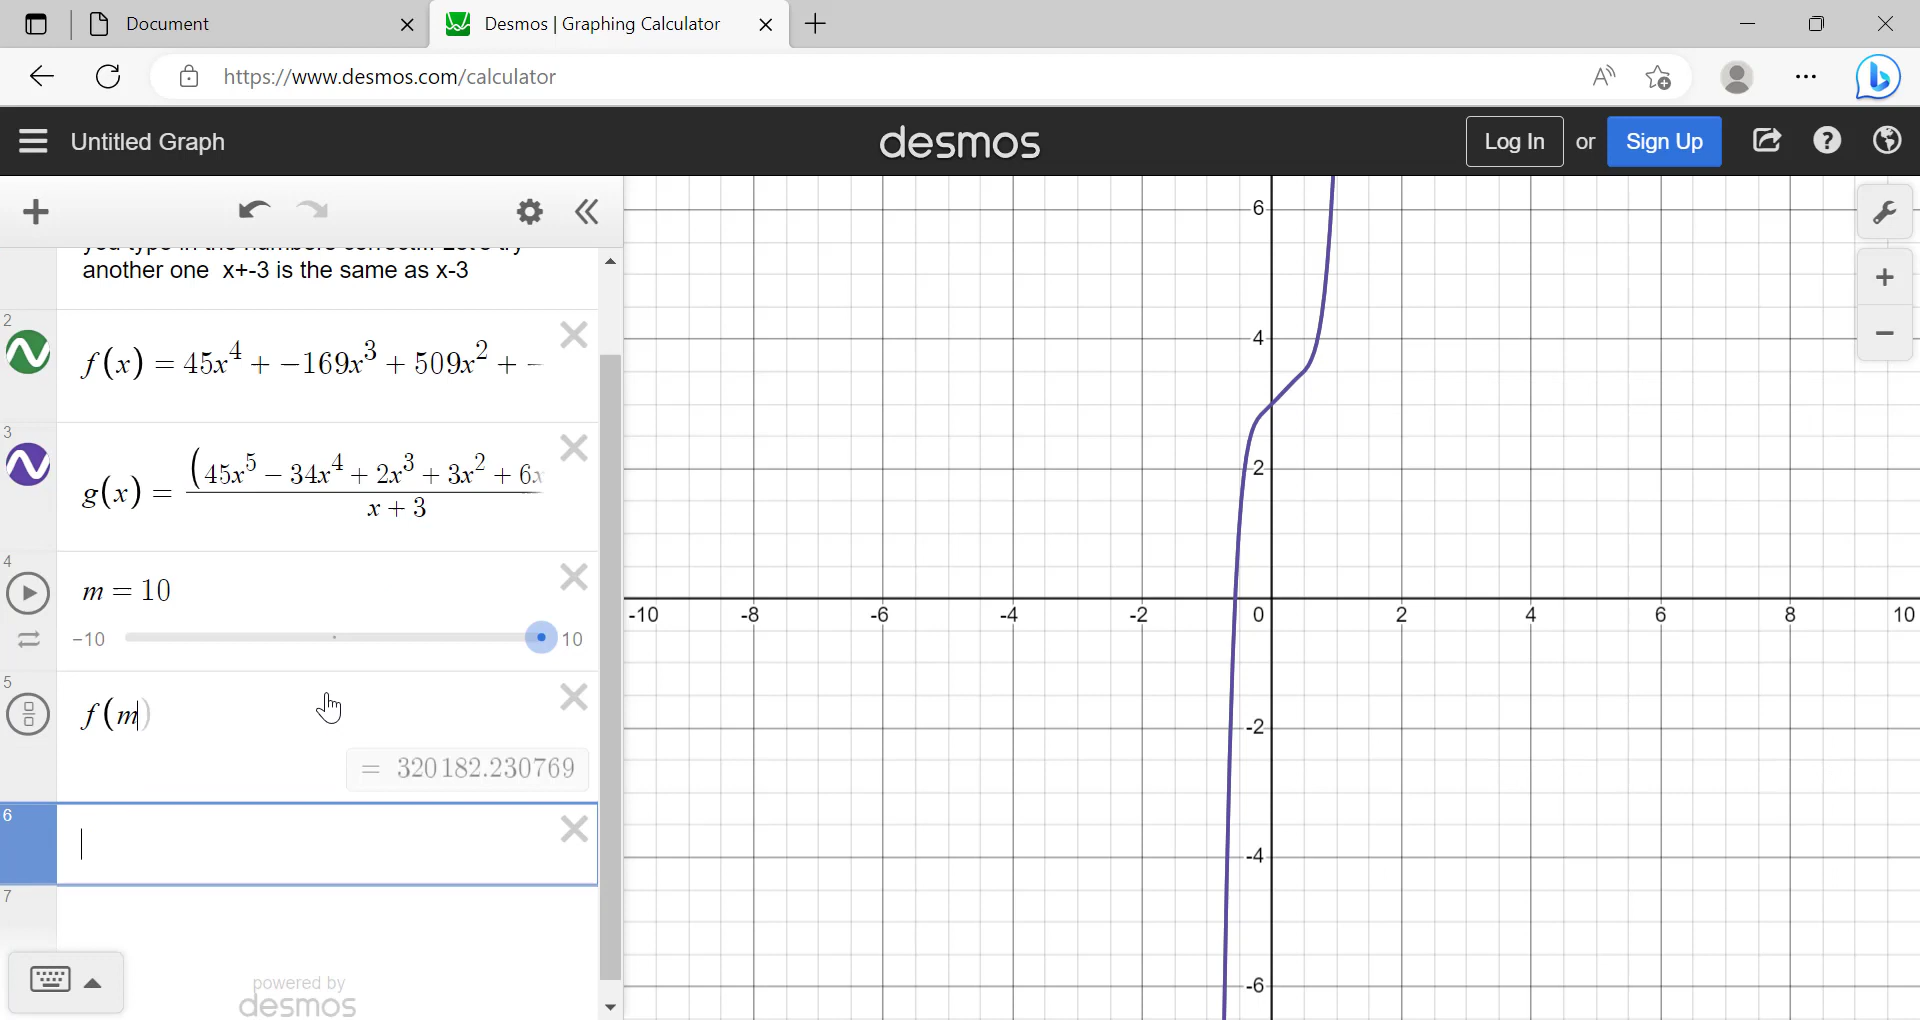 Document
Desmos | Graphing Calculator
https://www.desmos.com/calculator
Untitled Graph
desmos
Log In or Sign Up
another one x+-3 is the same as x-3
2
f(x) = 45x^4 + -169x^3 + 509x^2 + -
3
g(x) = (45x^5 - 34x^4 + 2x^3 + 3x^2 + 6x
x + 3
4
m = 10
-10 10
5
f(m)
= 320182.230769
6
7
powered by
desmos
6
4
2
-10 -8 -6 -4 -2 0 2 4 6 8 10
-2
-4
-6